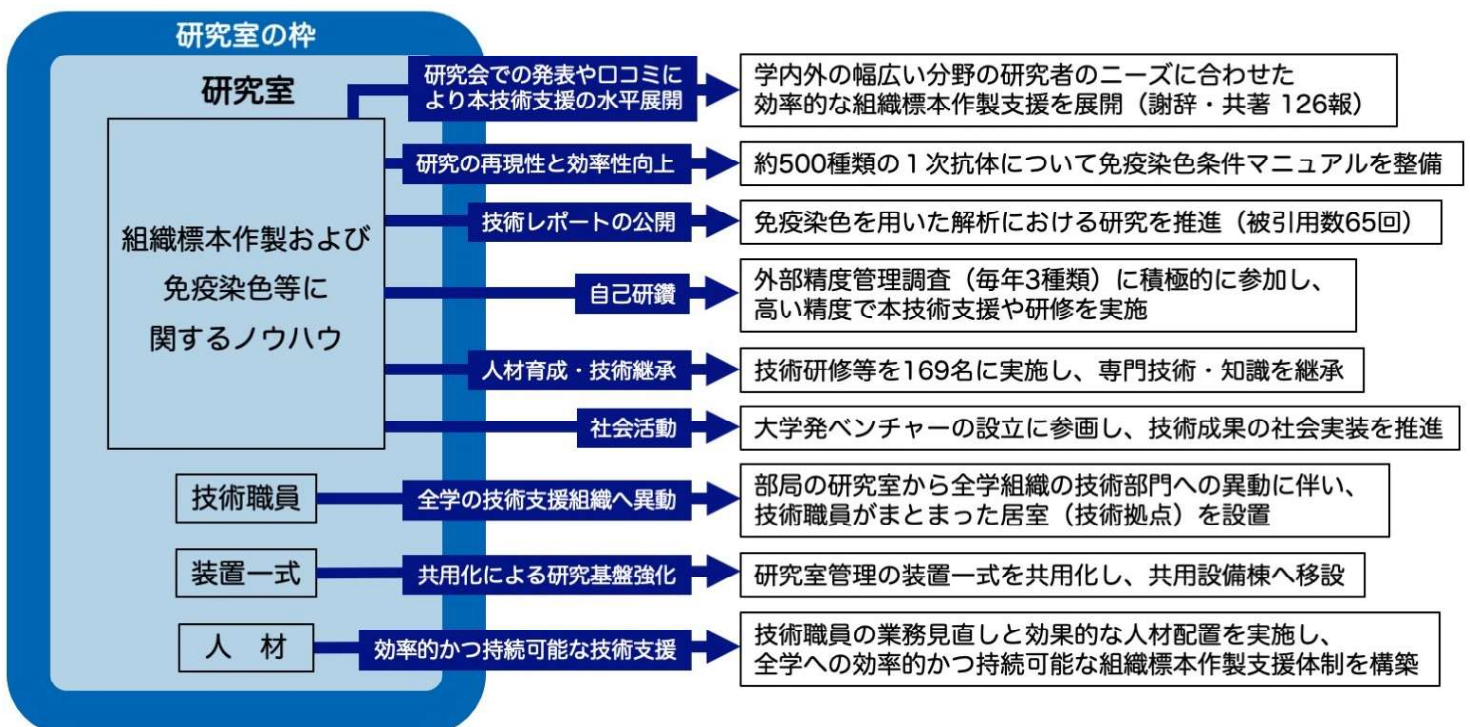 研究室の枠
研究室
組織標本作製および
免疫染色等に
関するノウハウ
研究会での発表や口コミに
より本技術支援の水平展開
学内外の幅広い分野の研究者のニーズに合わせた
効率的な組織標本作製支援を展開（謝辞・共著 126報）
研究の再現性と効率性向上
約500種類の１次抗体について免疫染色条件マニュアルを整備
技術レポートの公開
免疫染色を用いた解析における研究を推進（被引用数65回）
自己研鑽
外部精度管理調査（毎年3種類）に積極的に参加し、
高い精度で本技術支援や研修を実施
人材育成・技術継承
技術研修等を169名に実施し、専門技術・知識を継承
社会活動
大学発ベンチャーの設立に参画し、技術成果の社会実装を推進
技術職員
全学の技術支援組織へ異動
部局の研究室から全学組織の技術部門への異動に伴い、
技術職員がまとまった居室（技術拠点）を設置
装置一式
共用化による研究基盤強化
研究室管理の装置一式を共用化し、共用設備棟へ移設
人　材
効率的かつ持続可能な技術支援
技術職員の業務見直しと効果的な人材配置を実施し、
全学への効率的かつ持続可能な組織標本作製支援体制を構築